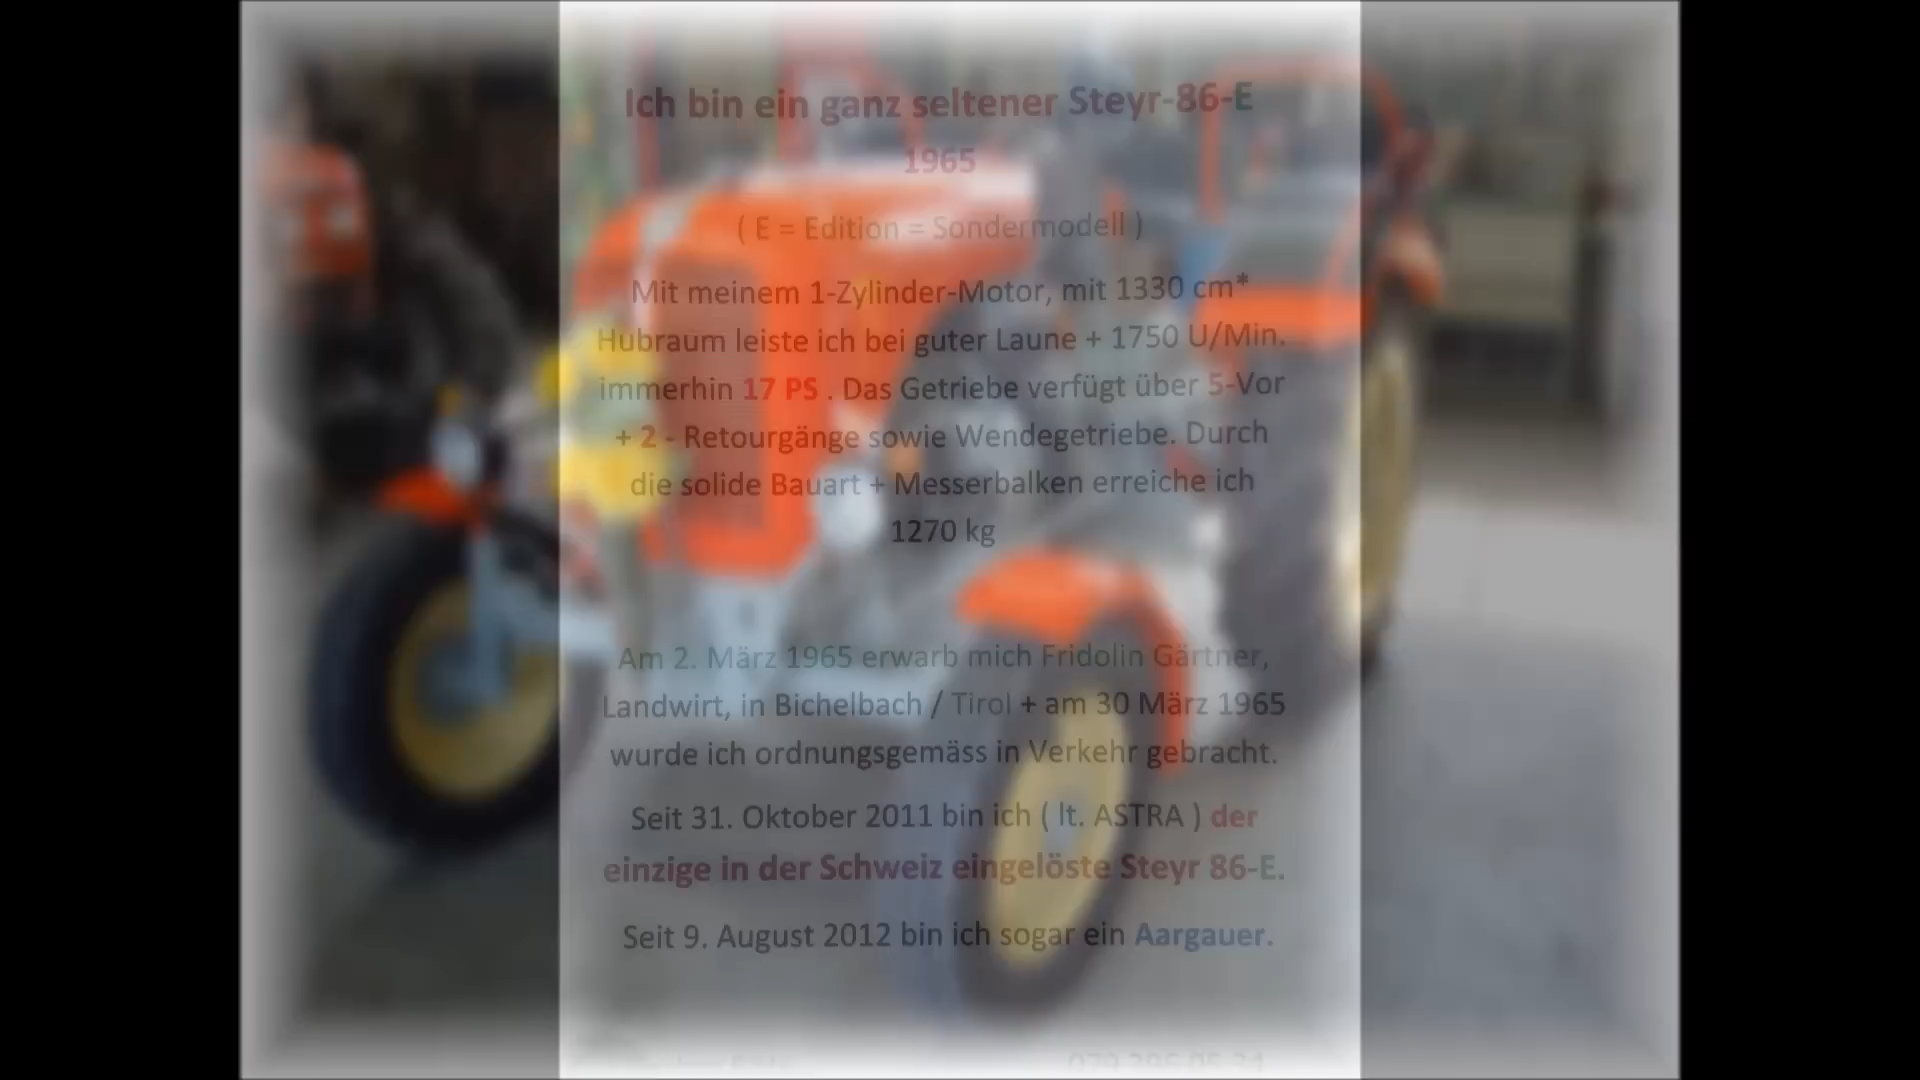 Ich bin ein ganz seltener Steyr-86-E
1965
( E = Edition = Sondermodell )
Mit meinem 1-Zylinder-Motor, mit 1330 cm*
Hubraum leiste ich bei guter Laune + 1750 U/Min.
immerhin 17 PS . Das Getriebe verfügt über 5-Vor
+ 2 - Retourgänge sowie Wendegetriebe. Durch
die solide Bauart + Messerbalken erreiche ich
1270 kg
Am 2. März 1965 erwarb mich Fridolin Gärtner,
Landwirt, in Bichelbach / Tirol + am 30 März 1965
wurde ich ordnungsgemäss in Verkehr gebracht.
Seit 31. Oktober 2011 bin ich ( lt. ASTRA ) der
einzige in der Schweiz eingelöste Steyr 86-E.
Seit 9. August 2012 bin ich sogar ein Aargauer.